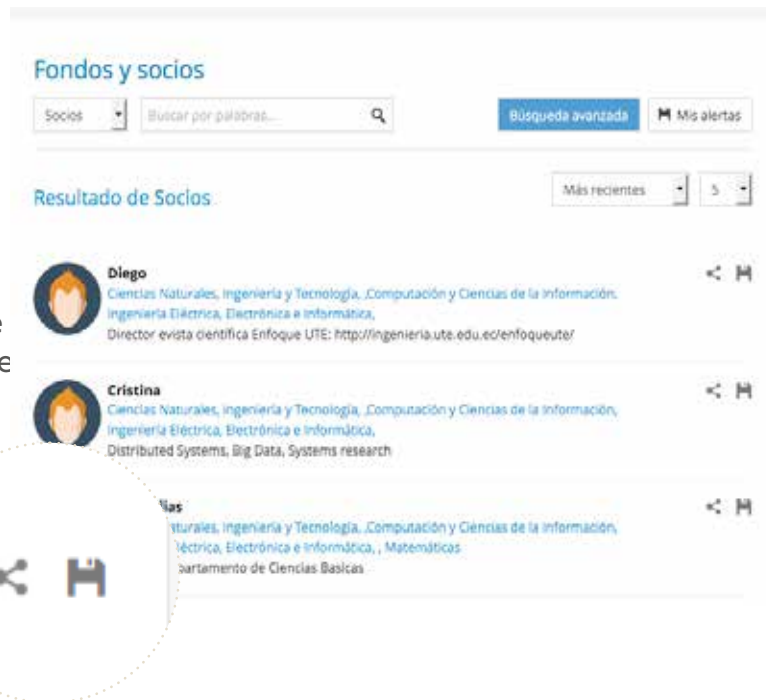 Fondos y socios
Socios
Buscar por palabras...
Búsqueda avanzada
Mis alertas
Resultado de Socios
Más recientes
5
Diego
Ciencias Naturales, Ingeniería y Tecnología, ,Computación y Ciencias de la Información,
Ingeniería Eléctrica, Electrónica e Informática,
Director evista científica Enfoque UTE: http://ingenieria.ute.edu.ec/enfoqueute/
e
e
Cristina
Ciencias Naturales, Ingeniería y Tecnología, ,Computación y Ciencias de la Información,
Ingeniería Eléctrica, Electrónica e Informática,
Distributed Systems, Big Data, Systems research
lias
aturales, Ingeniería y Tecnología, ,Computación y Ciencias de la Información,
léctrica, Electrónica e Informática, , Matemáticas
partamento de Ciencias Basicas